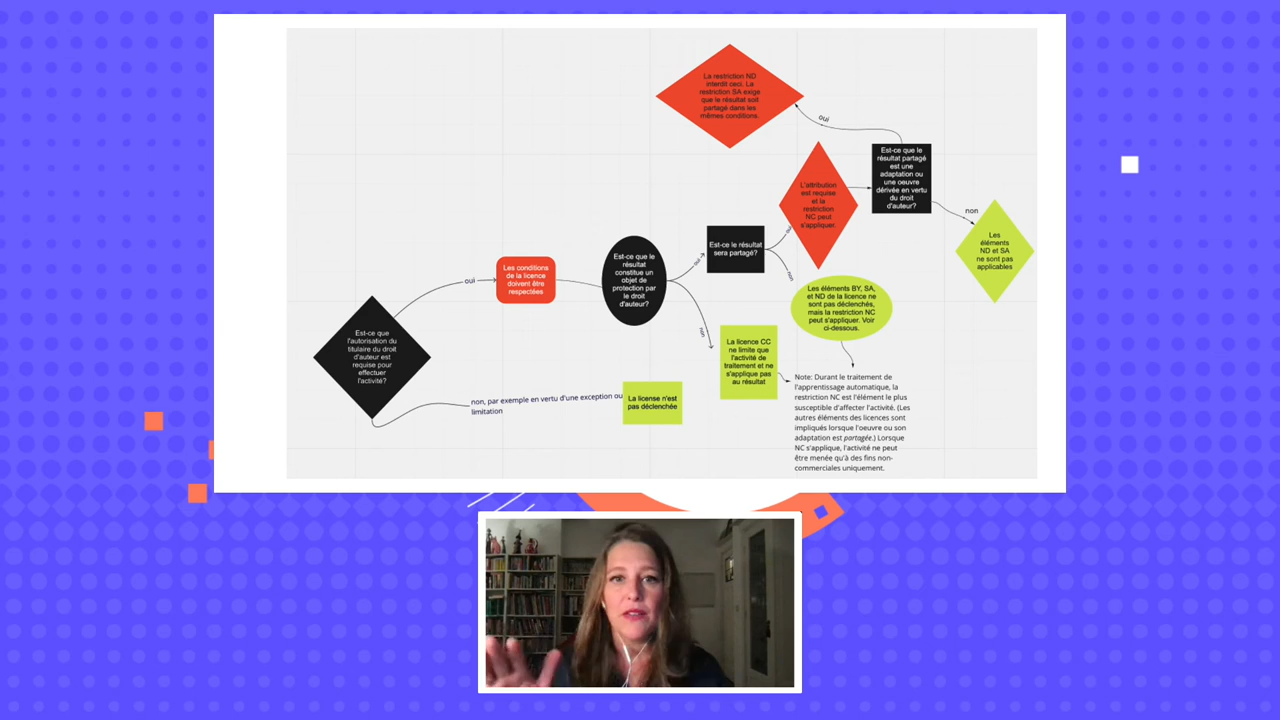 Est-ce que
l'autorisation du
titulaire du droit
d'auteur est
requise pour
effectuer
l'activité?
oui
Les conditions
de la licence
doivent être
respectées
non, par exemple en vertu d'une exception ou
limitation
La license n'est
pas déclenchée
Est-ce que le
résultat
constitue un
objet de
protection par
le droit
d'auteur?
oui
non
Est-ce le résultat
sera partagé?
La licence CC
ne limite que
l'activité de
traitement et ne
s'applique pas
au résultat
oui
non
L'attribution
est requise
et la
restriction
NC peut
s'appliquer.
Les éléments BY, SA,
et ND de la licence ne
sont pas déclenchés,
mais la restriction NC
peut s'appliquer. Voir
ci-dessous.
Note: Durant le traitement de
l'apprentissage automatique, la
restriction NC est l'élément le plus
susceptible d'affecter l'activité. (Les
autres éléments des licences sont
impliqués lorsque l'oeuvre ou son
adaptation est partagée.) Lorsque
NC s'applique, l'activité ne peut
être menée qu'à des fins non-
commerciales uniquement.
Est-ce que le
résultat partagé
est une
adaptation ou
une oeuvre
dérivée en vertu
du droit
d'auteur?
oui
La restriction ND
interdit ceci. La
restriction SA exige
que le résultat soit
partagé dans les
mêmes conditions.
non
Les
éléments
ND et SA
ne sont pas
applicables